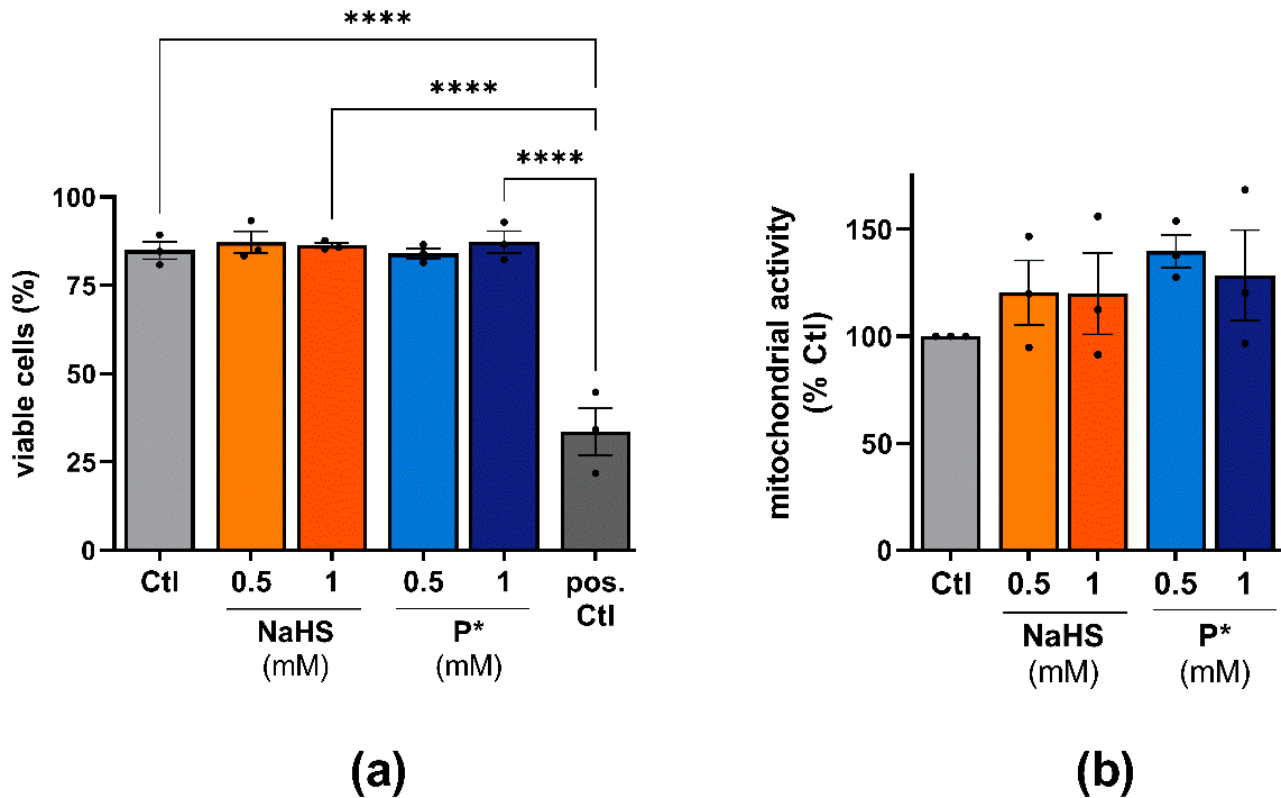 ****
****
****
viable cells (%)
100
75
50
25
0
Ctl
0.5
1
0.5
1
pos.
Ctl
NaHS
(mM)
P*
(mM)
(a)
mitochondrial activity
(% Ctl)
150
100
50
0
Ctl
0.5
1
0.5
1
NaHS
(mM)
P*
(mM)
(b)